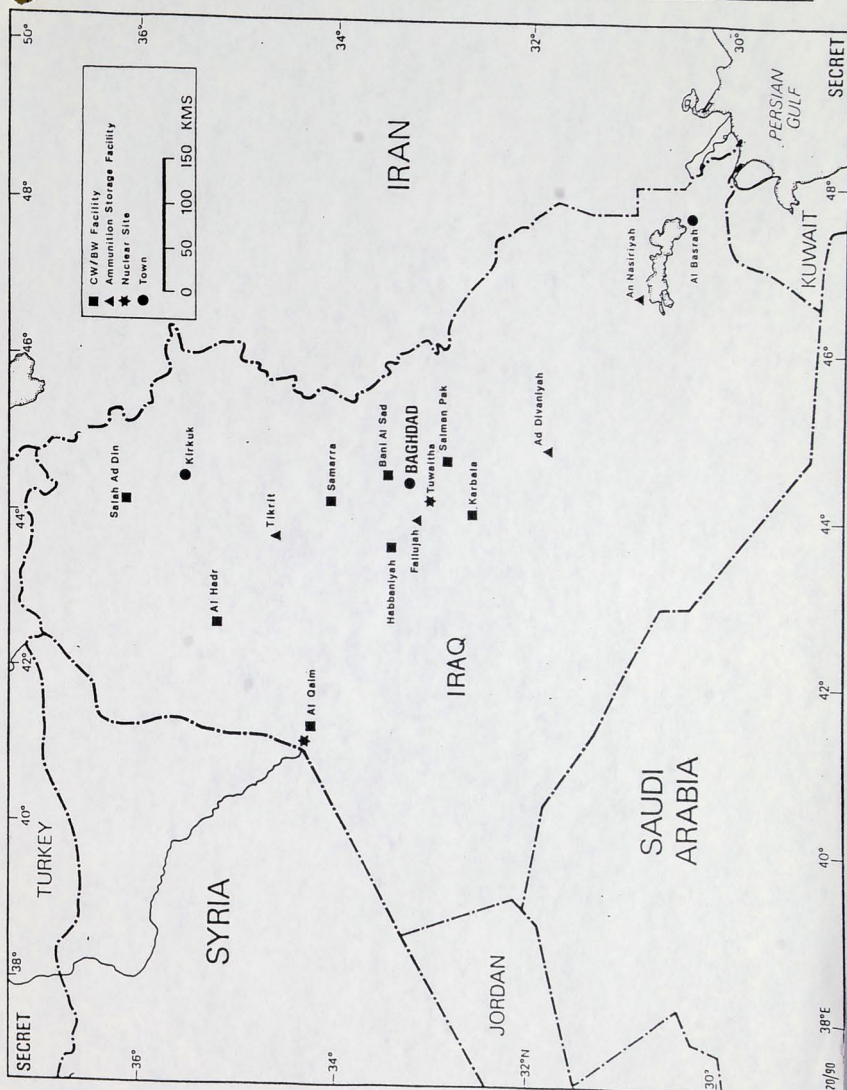 SECRET
38°
40°
42°
44°
46°
48°
50°
TURKEY
■ CW/BW Facility
▲ Ammunition Storage Facility
★ Nuclear Site
● Town
0 50 100 150 KMS
36°
36°
Salah Ad Din
Kirkuk
Al Hadr
Tikrit
SYRIA
Al Qaim
Samarra
IRAN
34°
34°
Bani Al Sad
Habbaniyah
BAGHDAD
Fallujah
Tuwaitha
Salman Pak
Karbala
IRAQ
JORDAN
32°N
32°
Ad Divaniyah
An Nasiriyah
SAUDI
ARABIA
Al Basrah
30°
30°
KUWAIT
PERSIAN
GULF
38°E
40°
42°
44°
46°
48°
70/90
SECRET